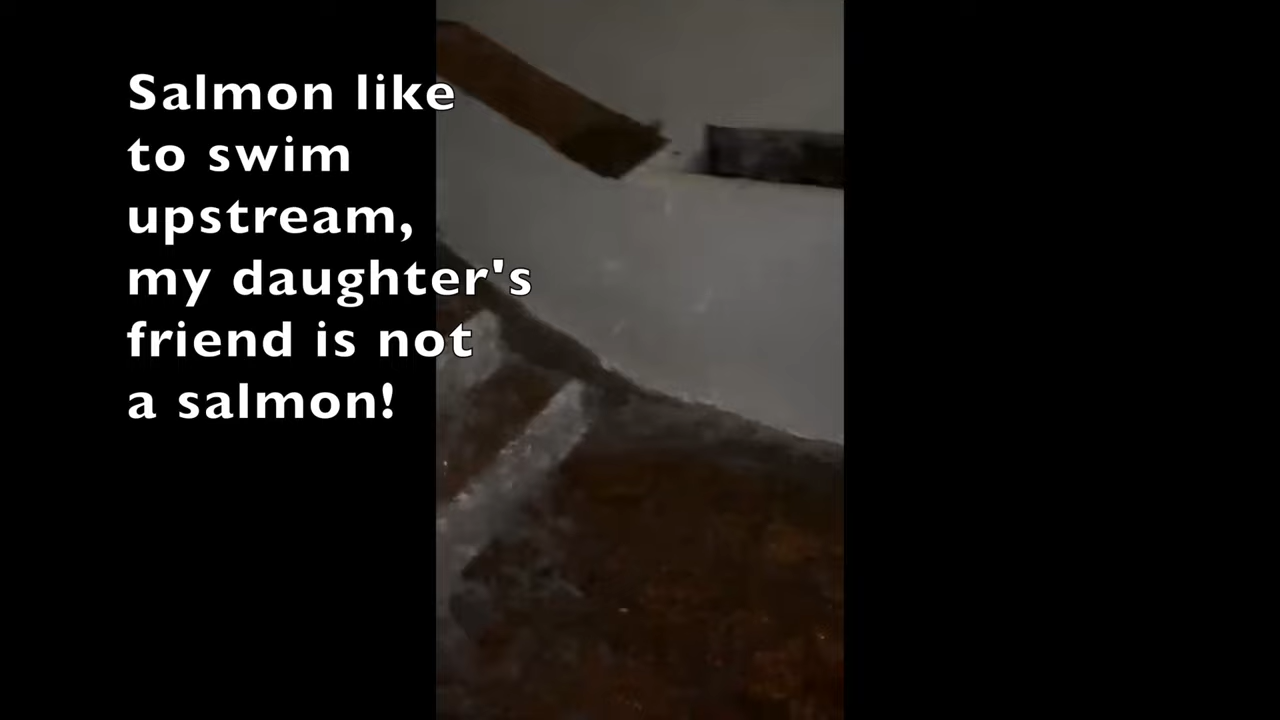 Salmon like
to swim
upstream,
my daughter's
friend is not
a salmon!